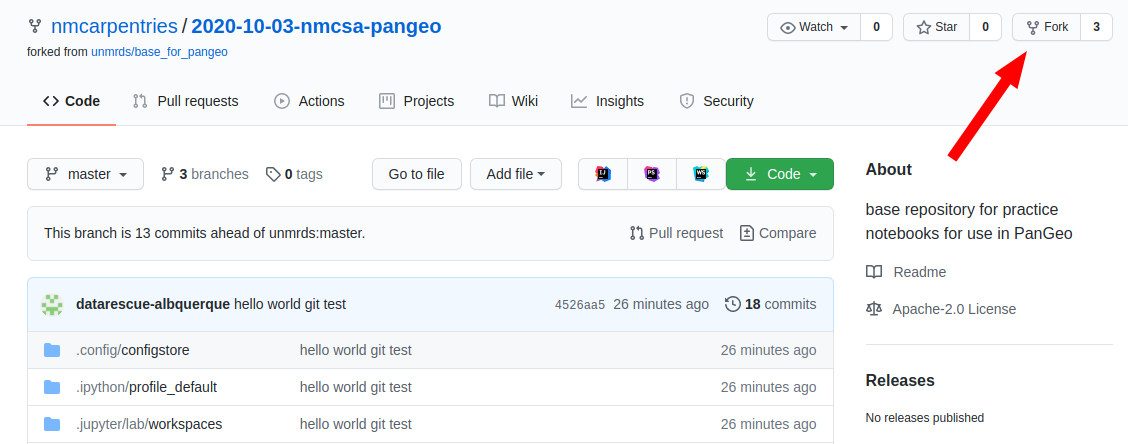 nmcarpentries / 2020-10-03-nmcsa-pangeo
Watch 0 Star 0 Fork 3
forked from unmrds/base_for_pangeo
Code Pull requests Actions Projects Wiki Insights Security
master 3 branches 0 tags Go to file Add file IJ PS WS Code
About
base repository for practice
notebooks for use in PanGeo
This branch is 13 commits ahead of unmrds:master. Pull request Compare
Readme
datarescue-albquerque hello world git test 4526aa5 26 minutes ago 18 commits
Apache-2.0 License
.config/configstore hello world git test 26 minutes ago
.ipython/profile_default hello world git test 26 minutes ago
Releases
.jupyter/lab/workspaces hello world git test 26 minutes ago
No releases published